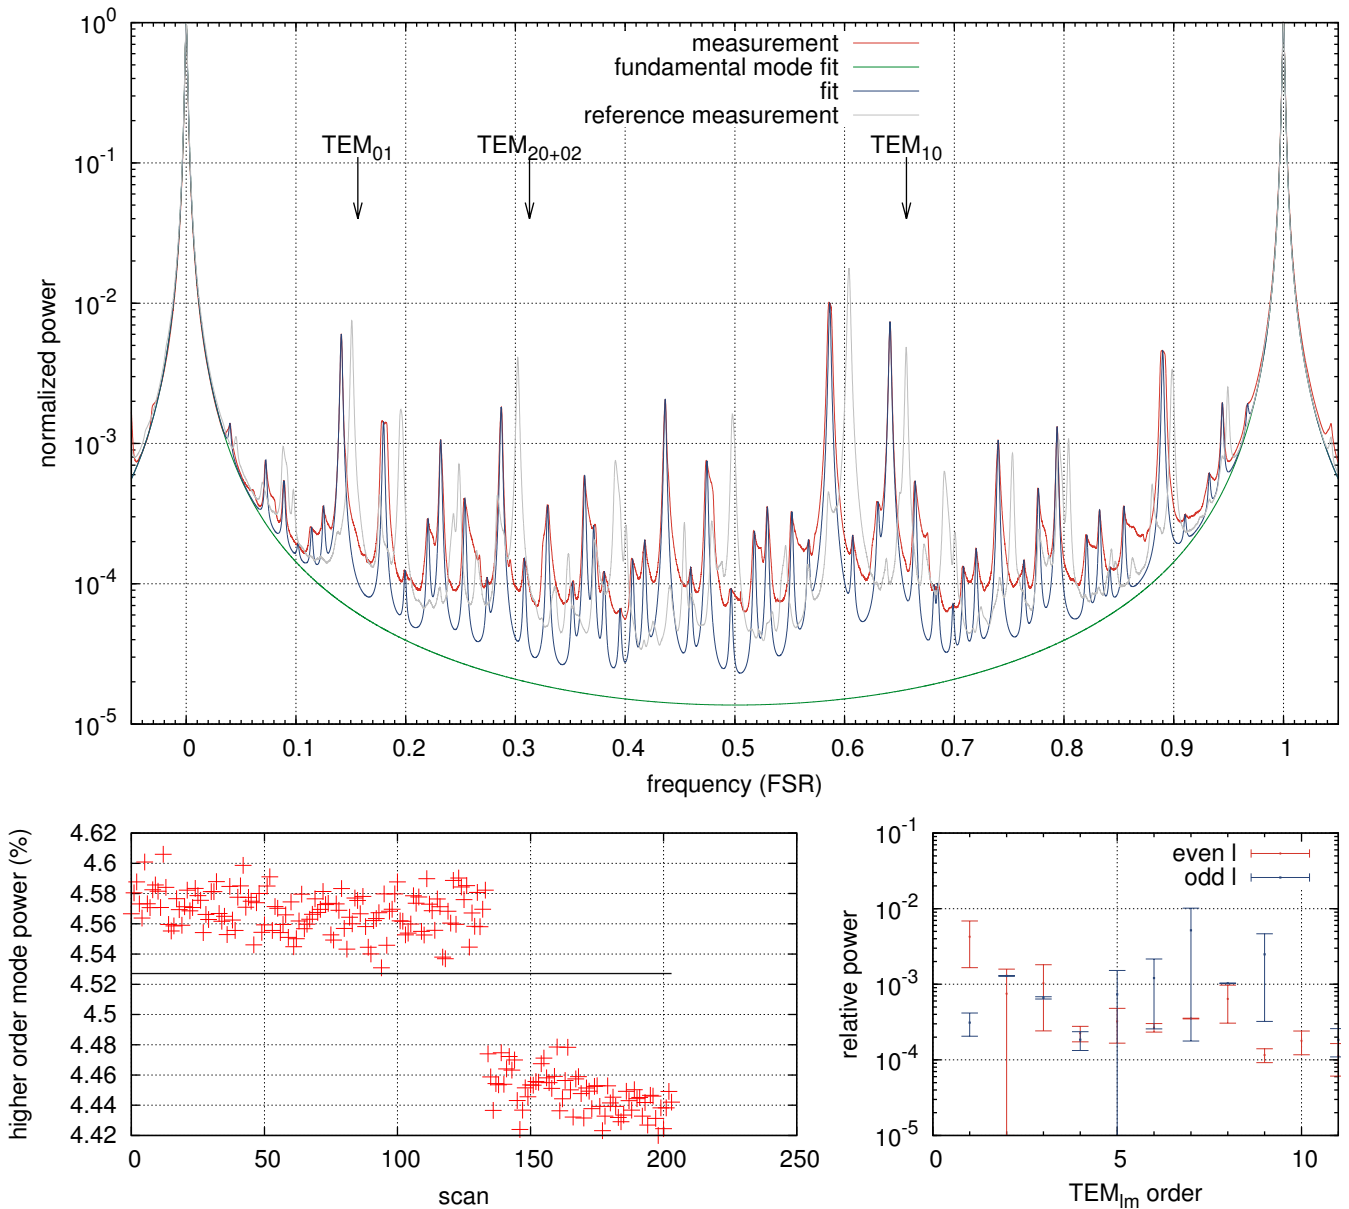 10^0
10^-1
10^-2
10^-3
10^-4
10^-5
normalized power
measurement
fundamental mode fit
fit
reference measurement
TEM_01
TEM_20+02
TEM_10
0 0.1 0.2 0.3 0.4 0.5 0.6 0.7 0.8 0.9 1
frequency (FSR)
4.62
4.6
4.58
4.56
4.54
4.52
4.5
4.48
4.46
4.44
4.42
higher order mode power (%)
0 50 100 150 200 250
scan
10^-1
10^-2
10^-3
10^-4
10^-5
relative power
even l
odd l
0 5 10
TEM_lm order